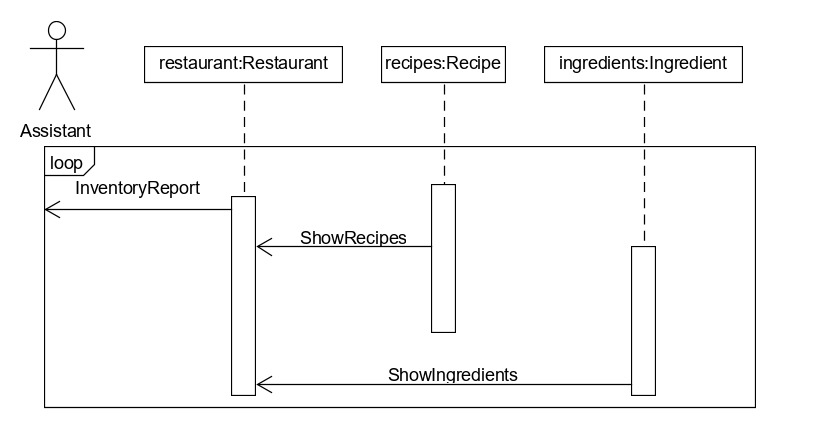 restaurant:Restaurant
recipes:Recipe
ingredients:Ingredient
Assistant
loop
InventoryReport
ShowRecipes
ShowIngredients